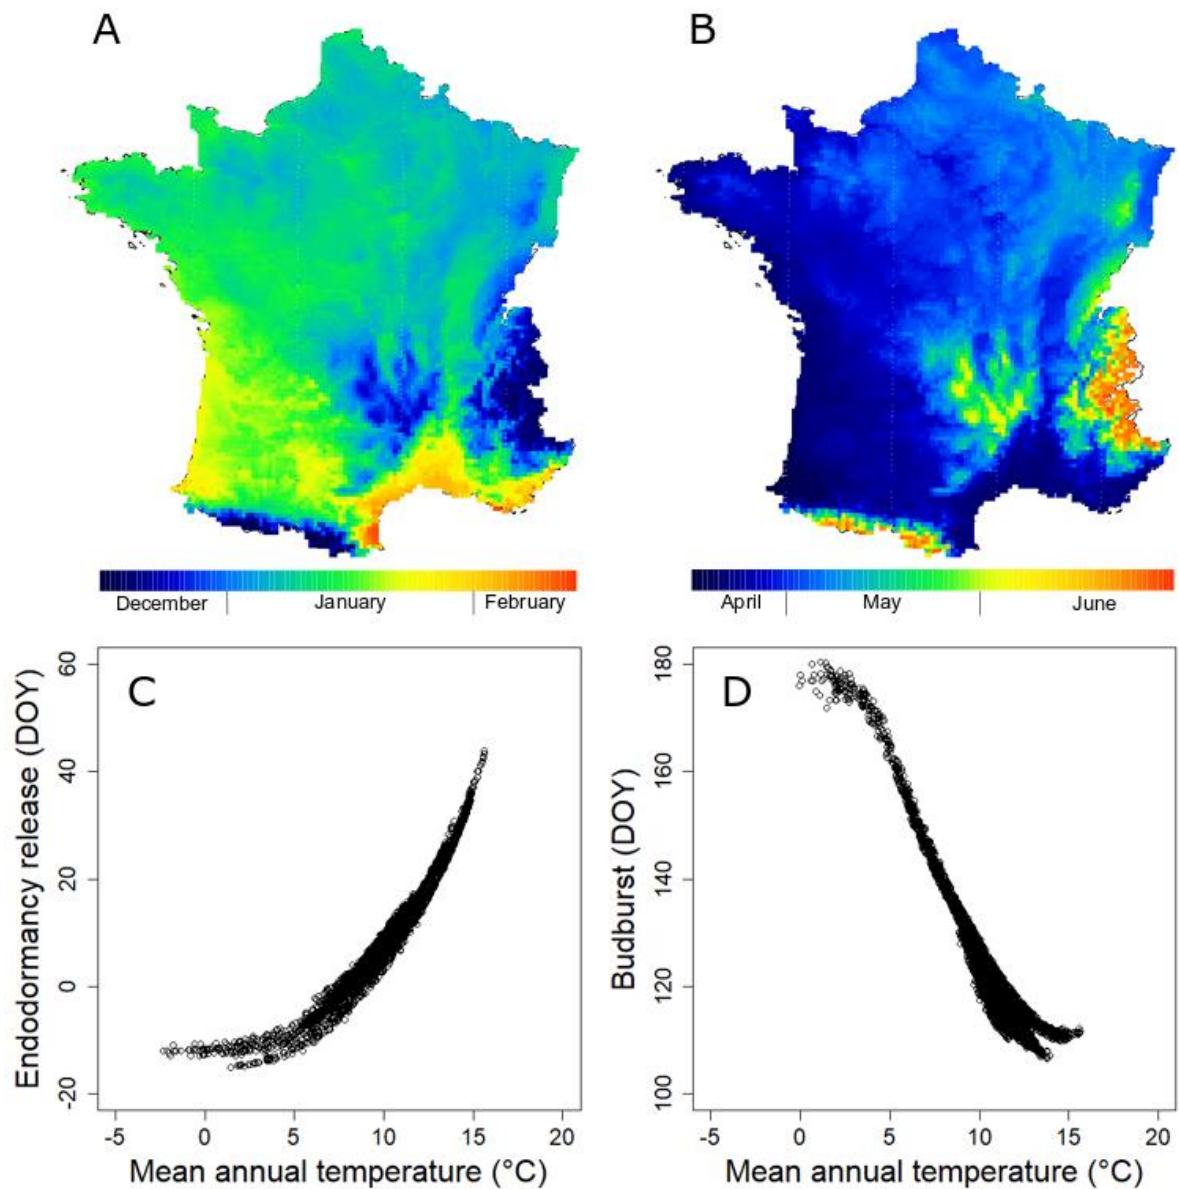 A
B
December
January
February
April
May
June
C
Endodormancy release (DOY)
60
40
20
0
-20
-5
0
5
10
15
20
Mean annual temperature (°C)
D
Budburst (DOY)
180
160
140
120
100
-5
0
5
10
15
20
Mean annual temperature (°C)